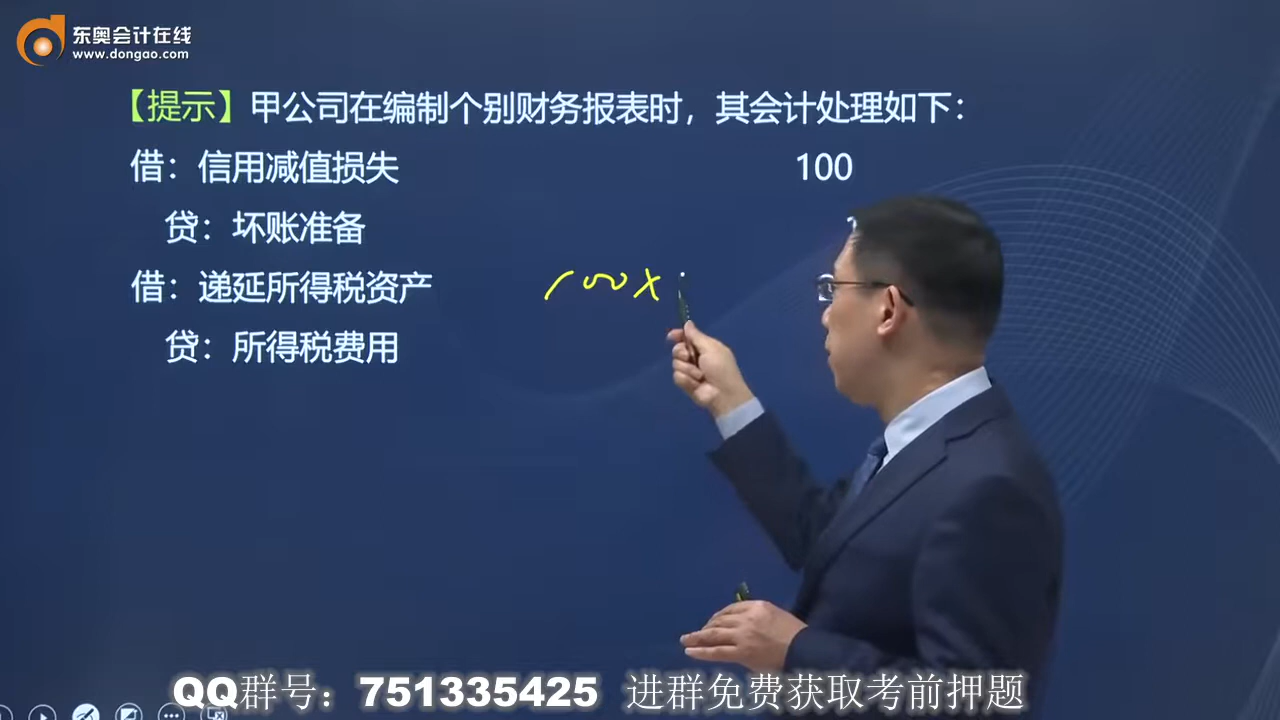 东奥会计在线
www.dongao.com
【提示】甲公司在编制个别财务报表时，其会计处理如下：
借：信用减值损失 100
贷：坏账准备
借：递延所得税资产 100×
贷：所得税费用
QQ群号：751335425 进群免费获取考前押题